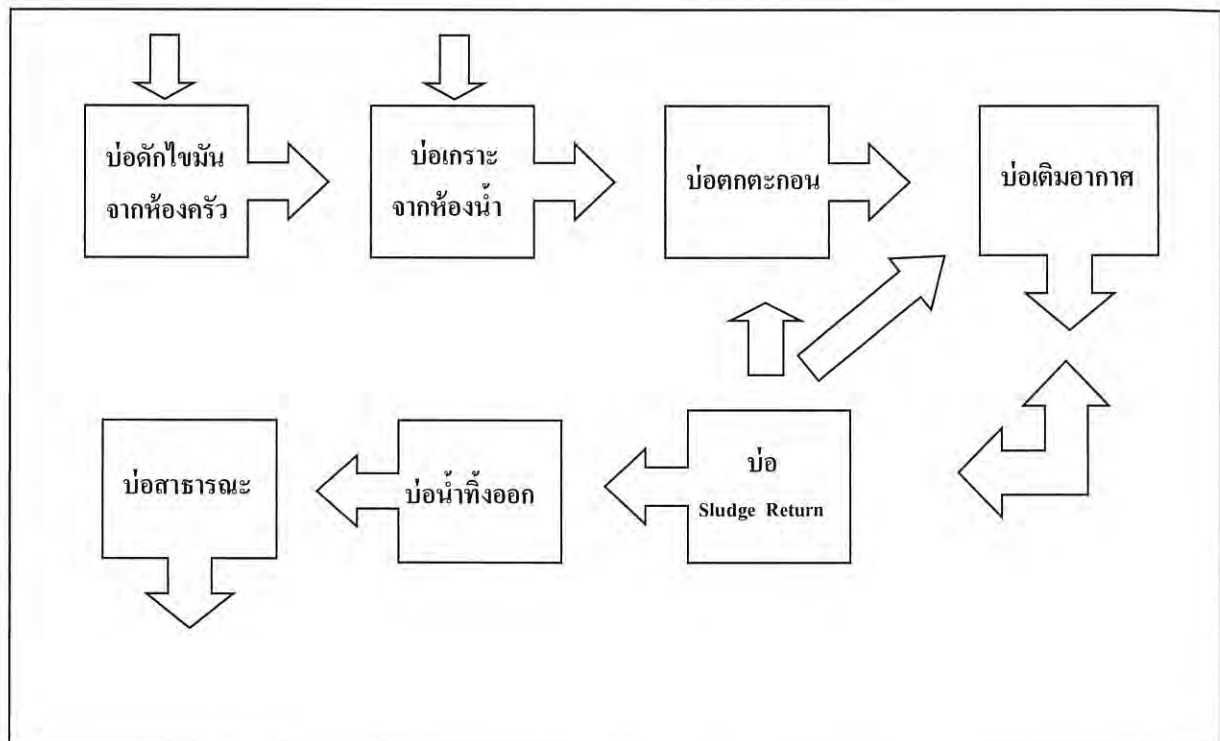 บ่อดักไขมัน
จากห้องครัว
บ่อเกราะ
จากห้องน้ำ
บ่อตกตะกอน
บ่อเติมอากาศ
บ่อสาธารณะ
บ่อน้ำทิ้งออก
บ่อ
Sludge Return